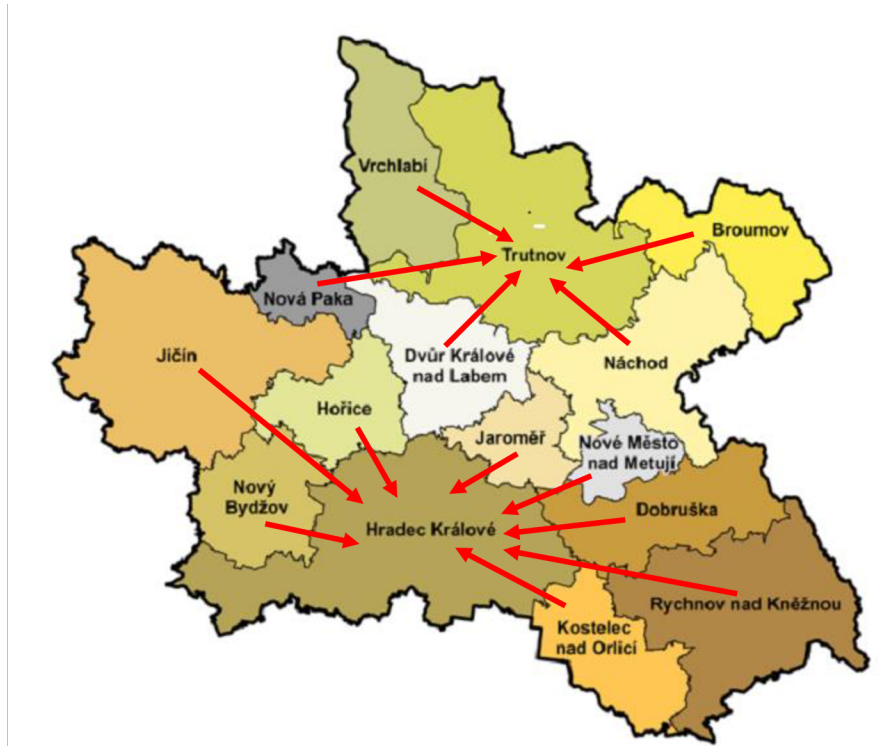 Vrchlabí
Broumov
Trutnov
Nová Paka
Jičín
Dvůr Králové
nad Labem
Náchod
Hořice
Jaroměř
Nové Město
nad Metují
Nový
Bydžov
Dobruška
Hradec Králové
Rychnov nad Kněžnou
Kostelec
nad Orlicí